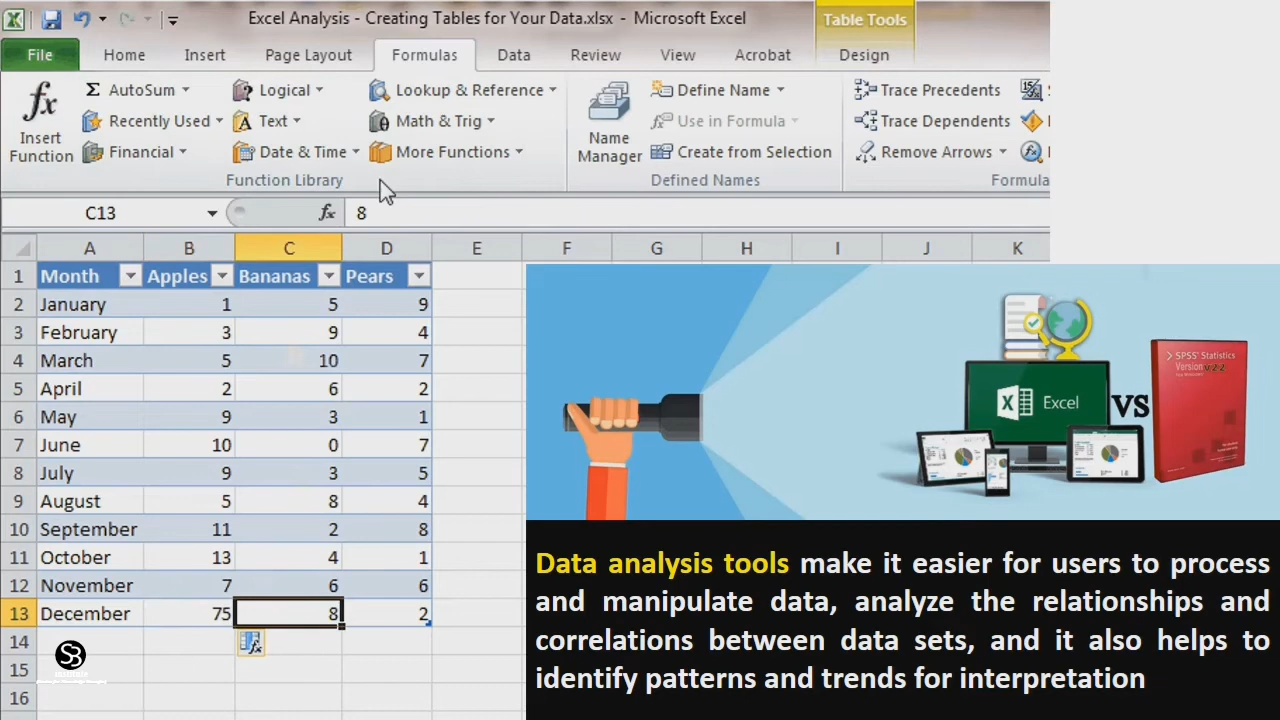 Excel Analysis - Creating Tables for Your Data.xlsx - Microsoft Excel
Table Tools
File Home Insert Page Layout Formulas Data Review View Acrobat Design
AutoSum Logical Lookup & Reference Define Name Trace Precedents
Insert Function Recently Used Text Math & Trig Name Manager Use in Formula Trace Dependents
Financial Date & Time More Functions Create from Selection Remove Arrows
Function Library Defined Names Formula
C13 fx 8
A B C D E F G H I J K
1 Month Apples Bananas Pears
2 January 1 5 9
3 February 3 9 4
4 March 5 10 7
5 April 2 6 2
6 May 9 3 1
7 June 10 0 7
8 July 9 3 5
9 August 5 8 4
10 September 11 2 8
11 October 13 4 1
12 November 7 6 6
13 December 75 8 2
14
15
16
SB
Excel
VS
SPSS Statistics
Version v22
Data analysis tools make it easier for users to process
and manipulate data, analyze the relationships and
correlations between data sets, and it also helps to
identify patterns and trends for interpretation